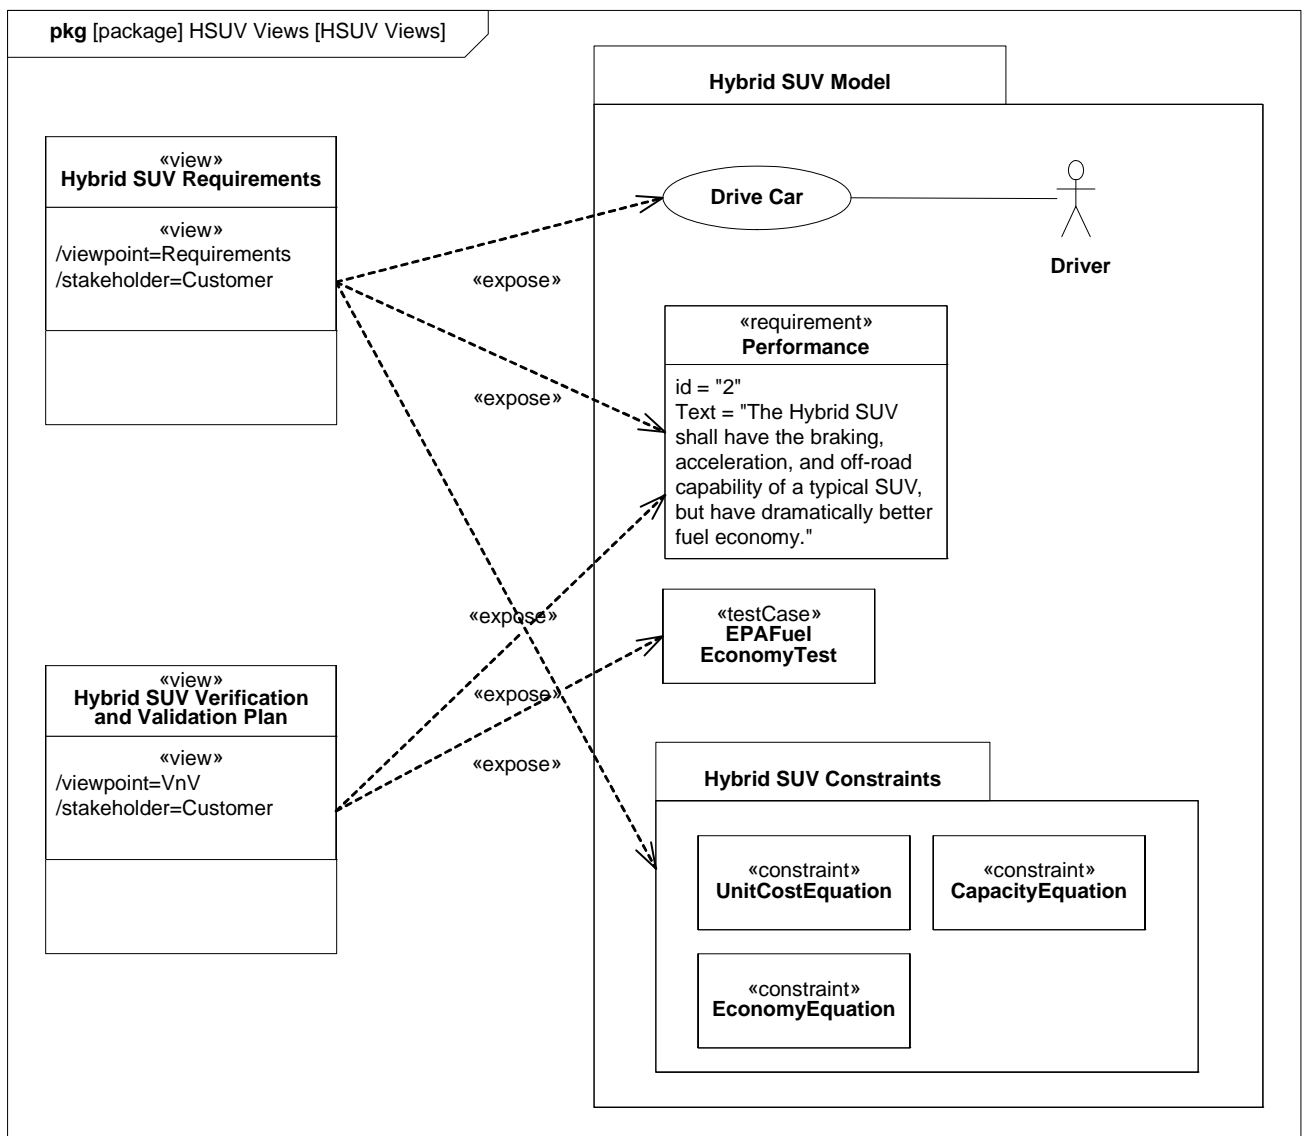 pkg [package] HSUV Views [HSUV Views]
Hybrid SUV Model
«view»
Hybrid SUV Requirements
«view»
/viewpoint=Requirements
/stakeholder=Customer
Drive Car
Driver
«expose»
«expose»
«requirement»
Performance
id = "2"
Text = "The Hybrid SUV
shall have the braking,
acceleration, and off-road
capability of a typical SUV,
but have dramatically better
fuel economy."
«expose»
«expose»
«expose»
«testCase»
EPAFuel
EconomyTest
«view»
Hybrid SUV Verification
and Validation Plan
«view»
/viewpoint=VnV
/stakeholder=Customer
Hybrid SUV Constraints
«constraint»
UnitCostEquation
«constraint»
CapacityEquation
«constraint»
EconomyEquation